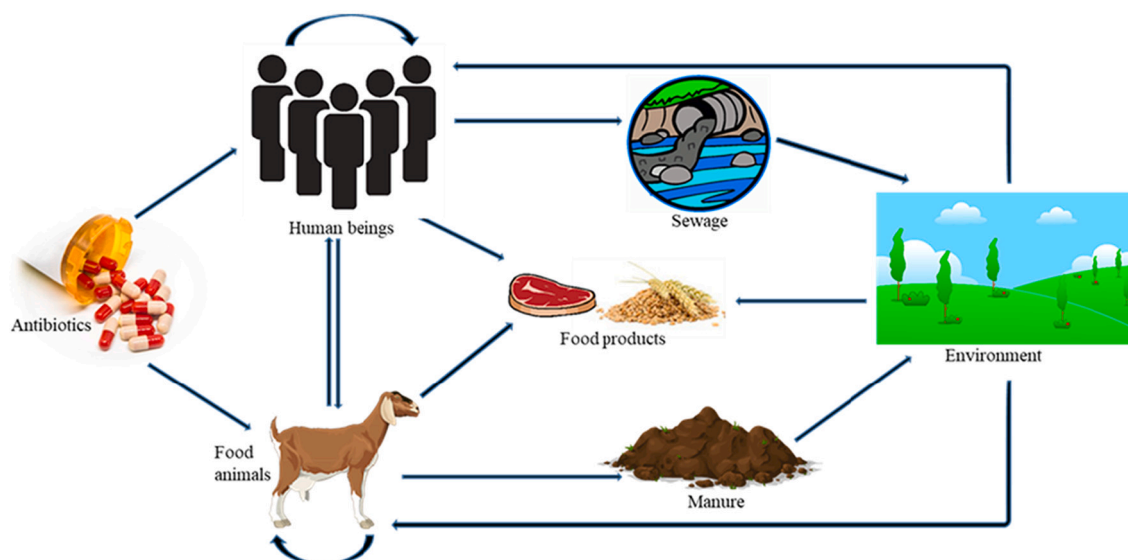 Human beings
Sewage
Antibiotics
Food products
Environment
Food
animals
Manure